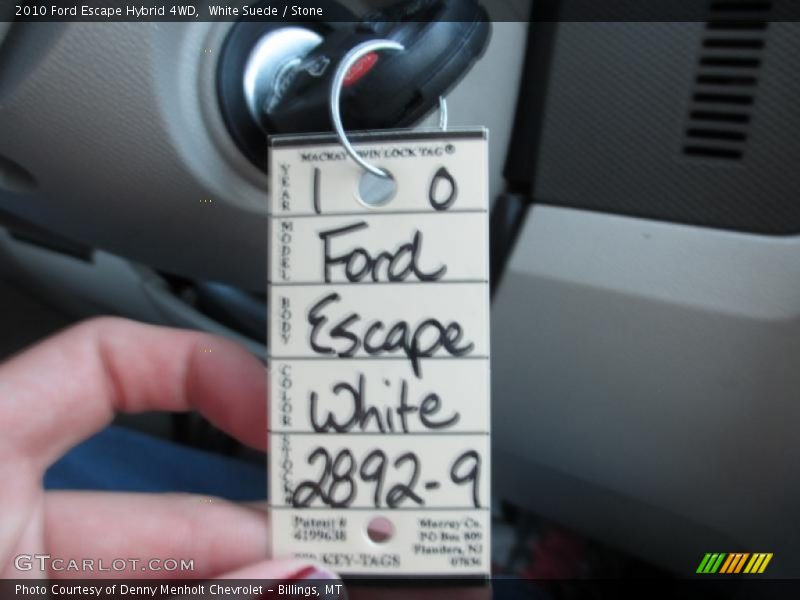 2010 Ford Escape Hybrid 4WD, White Suede / Stone
MACKAY TWIN LOCK TAG®
YEAR 1 0
MODEL Ford
BODY Escape
COLOR White
STOCK 2892-9
Patent #
4199638
KEY-TAGS
Mackay Co.
PO Box 809
Flanders, NJ
07836
GTCARLOT.COM
Photo Courtesy of Denny Menholt Chevrolet – Billings, MT